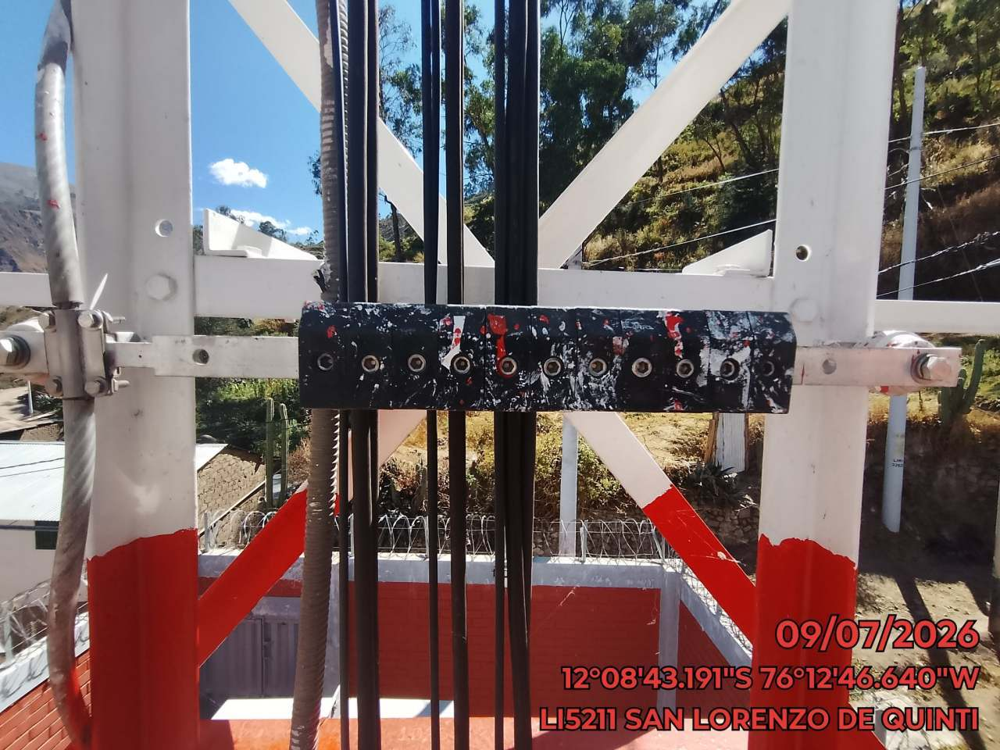 09/07/2026
12°08'43.191"S 76°12'46.640"W
LI5211 SAN LORENZO DE QUINTI